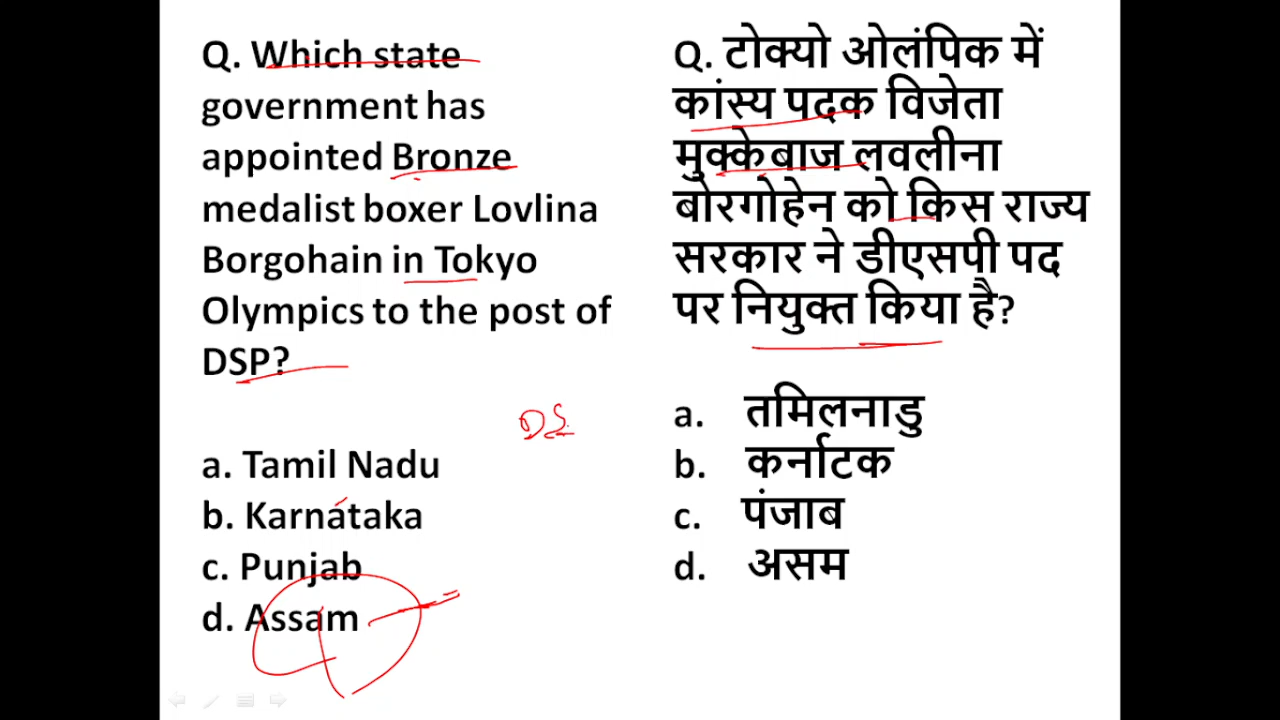 Q. Which state
government has
appointed Bronze
medalist boxer Lovlina
Borgohain in Tokyo
Olympics to the post of
DSP?
DS
a. Tamil Nadu
b. Karnataka
c. Punjab
d. Assam
Q. टोक्यो ओलंपिक में
कांस्य पदक विजेता
मुक्केबाज लवलीना
बोरगोहेन को किस राज्य
सरकार ने डीएसपी पद
पर नियुक्त किया है?
a. तमिलनाडु
b. कर्नाटक
c. पंजाब
d. असम